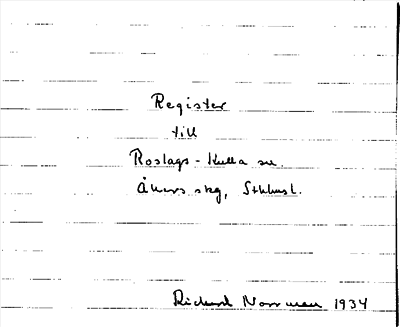 Register
till
Roslags-Kulla sn.
Åkers skg, Sthlms l.
Richard Norrman 1934